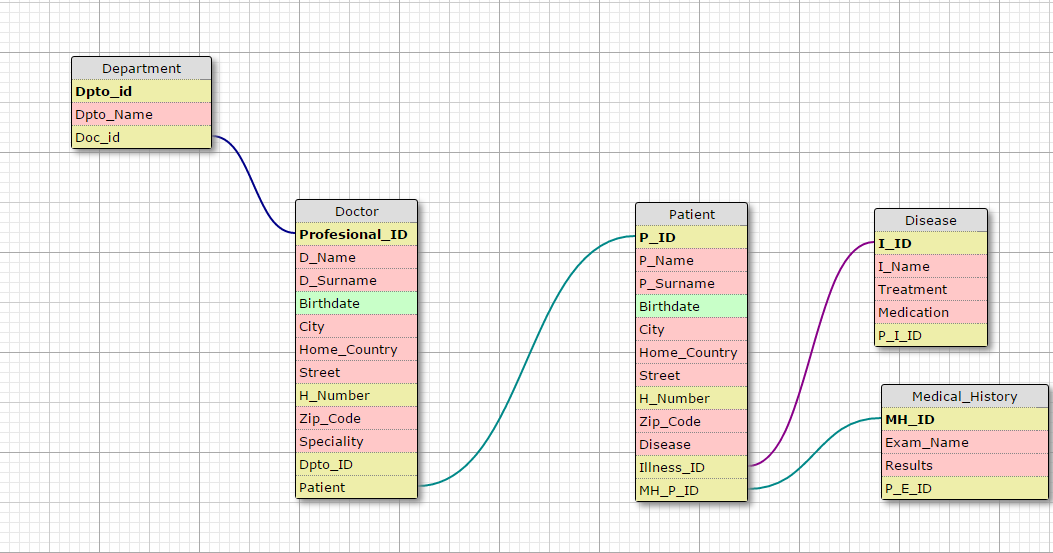 Department
Dpto_id
Dpto_Name
Doc_id
Doctor
Profesional_ID
D_Name
D_Surname
Birthdate
City
Home_Country
Street
H_Number
Zip_Code
Speciality
Dpto_ID
Patient
Patient
P_ID
P_Name
P_Surname
Birthdate
City
Home_Country
Street
H_Number
Zip_Code
Disease
Illness_ID
MH_P_ID
Disease
I_ID
I_Name
Treatment
Medication
P_I_ID
Medical_History
MH_ID
Exam_Name
Results
P_E_ID